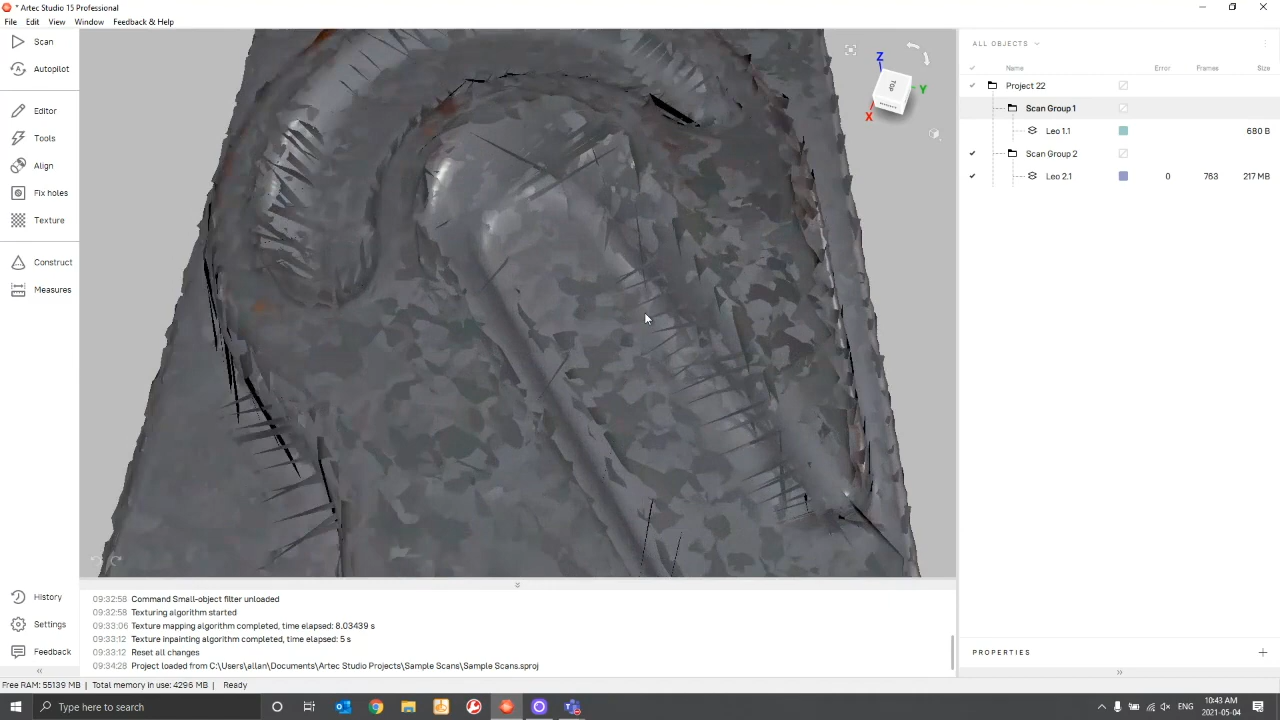 * Artec Studio 15 Professional
File Edit View Window Feedback & Help
Scan
Autopilot
Editor
Tools
Align
Fix holes
Texture
Construct
Measures
History
Settings
Feedback
Z
Y
X
TOP
ALL OBJECTS
Name Error Frames Size
Project 22
Scan Group 1
Leo 1.1 680 B
Scan Group 2
Leo 2.1 0 763 217 MB
PROPERTIES
09:32:58 Command Small-object filter unloaded
09:32:58 Texturing algorithm started
09:33:06 Texture mapping algorithm completed, time elapsed: 8.03439 s
09:33:12 Texture inpainting algorithm completed, time elapsed: 5 s
09:33:12 Reset all changes
09:34:28 Project loaded from C:\Users\allan\Documents\Artec Studio Projects\Sample Scans\Sample Scans.sproj
Free RAM: 55139 MB | Total memory in use: 4296 MB | Ready
Type here to search
ENG
10:43 AM
2021-05-04